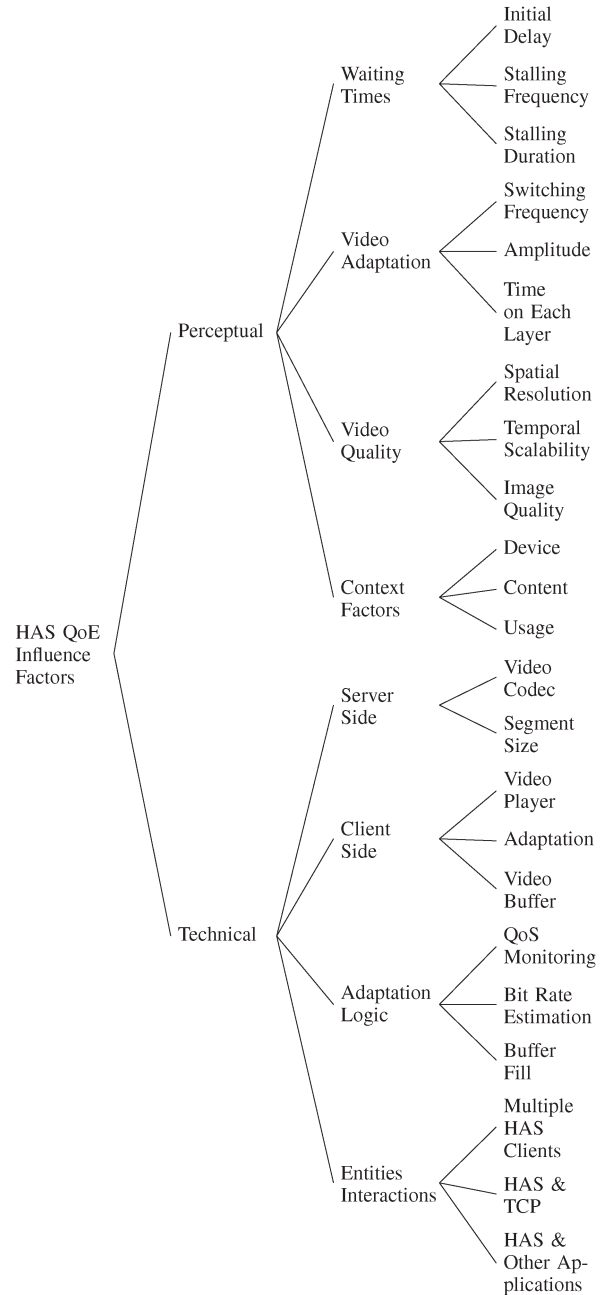 HAS QoE
Influence
Factors
Perceptual
Waiting
Times
Initial
Delay
Stalling
Frequency
Stalling
Duration
Video
Adaptation
Switching
Frequency
Amplitude
Time
on Each
Layer
Video
Quality
Spatial
Resolution
Temporal
Scalability
Image
Quality
Context
Factors
Device
Content
Usage
Technical
Server
Side
Video
Codec
Segment
Size
Client
Side
Video
Player
Adaptation
Video
Buffer
Adaptation
Logic
QoS
Monitoring
Bit Rate
Estimation
Buffer
Fill
Entities
Interactions
Multiple
HAS
Clients
HAS &
TCP
HAS &
Other Ap-
plications